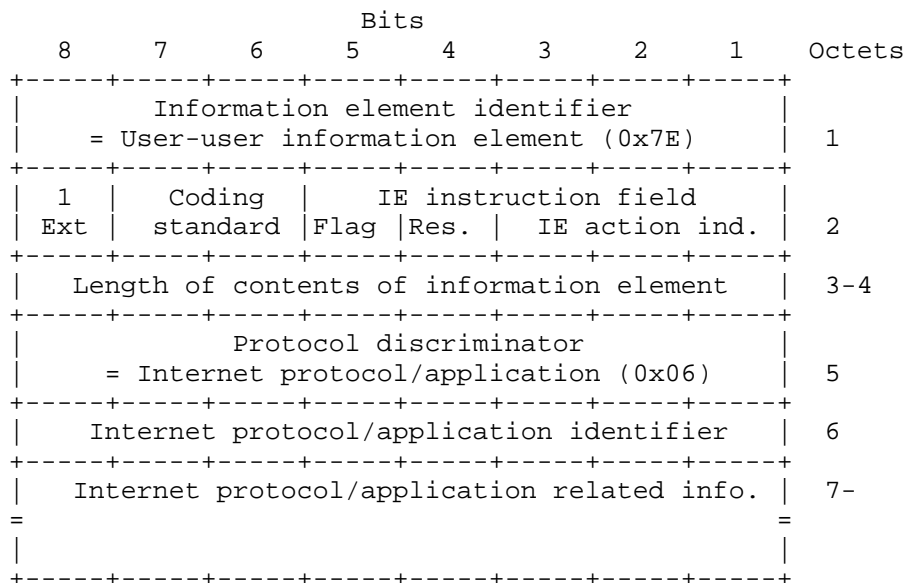 Bits
    8     7     6     5     4     3     2     1    Octets
 +-----+-----+-----+-----+-----+-----+-----+-----+
 |         Information element identifier        |
 |     = User-user information element (0x7E)    |  1
 +-----+-----+-----+-----+-----+-----+-----+-----+
 |  1  |   Coding  |    IE instruction field     |
 | Ext |  standard |Flag |Res. |  IE action ind. |  2
 +-----+-----+-----+-----+-----+-----+-----+-----+
 |   Length of contents of information element   |  3-4
 +-----+-----+-----+-----+-----+-----+-----+-----+
 |             Protocol discriminator            |
 |     = Internet protocol/application (0x06)    |  5
 +-----+-----+-----+-----+-----+-----+-----+-----+
 |    Internet protocol/application identifier   |  6
 +-----+-----+-----+-----+-----+-----+-----+-----+
 |   Internet protocol/application related info. |  7-
 =                                               =
 |                                               |
 +-----+-----+-----+-----+-----+-----+-----+-----+